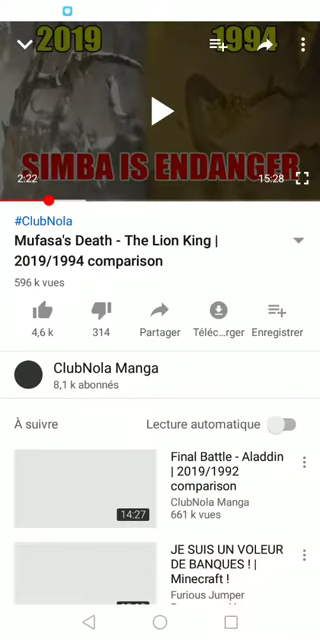 2019 1994
SIMBA IS ENDANGER
2:22 15:28
#ClubNola
Mufasa's Death - The Lion King |
2019/1994 comparison
596 k vues
4,6 k 314 Partager Téléc…rger Enregistrer
ClubNola Manga
8,1 k abonnés
À suivre Lecture automatique
Final Battle - Aladdin
| 2019/1992
comparison
ClubNola Manga
661 k vues
14:27
JE SUIS UN VOLEUR
DE BANQUES ! |
Minecraft !
Furious Jumper